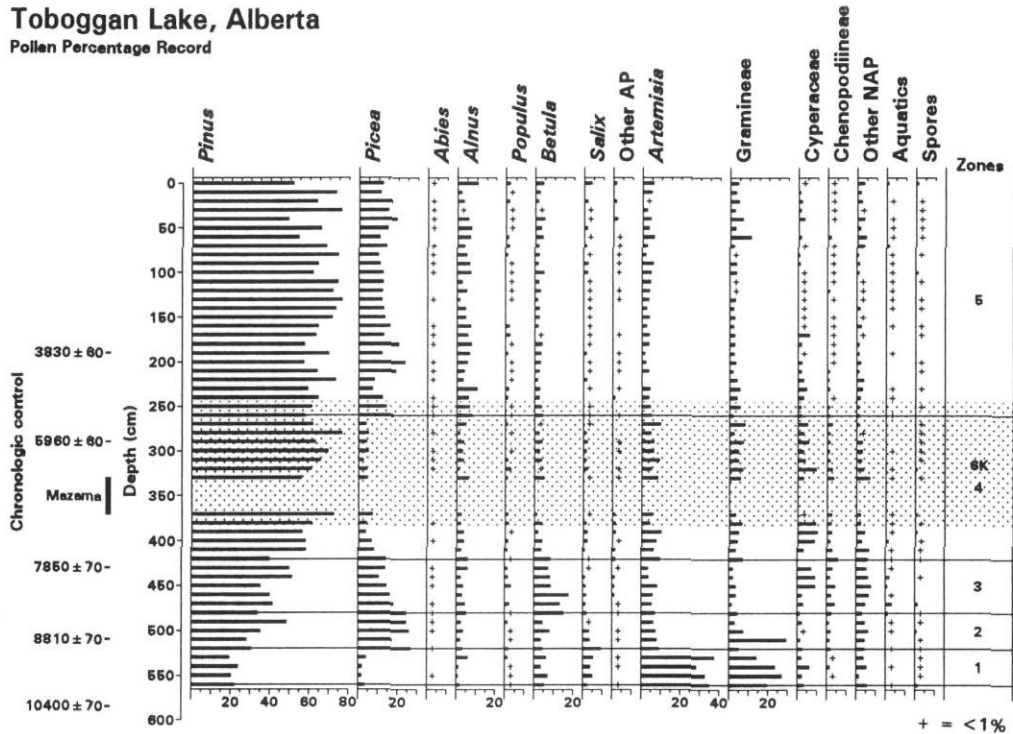 Toboggan Lake, Alberta
Pollen Percentage Record
Pinus
Picea
Abies
Alnus
Populus
Betula
Salix
Other AP
Artemisia
Gramineae
Cyperaceae
Chenopodiineae
Other NAP
Aquatics
Spores
Zones
Chronologic control
3830 ± 60
5960 ± 60
Mazama
7850 ± 70
8810 ± 70
10400 ± 70
Depth (cm)
0
50
100
150
200
250
300
350
400
450
500
550
600
5
6K
4
3
2
1
20 40 60 80 20 20 20 20 40 20
+ = <1%